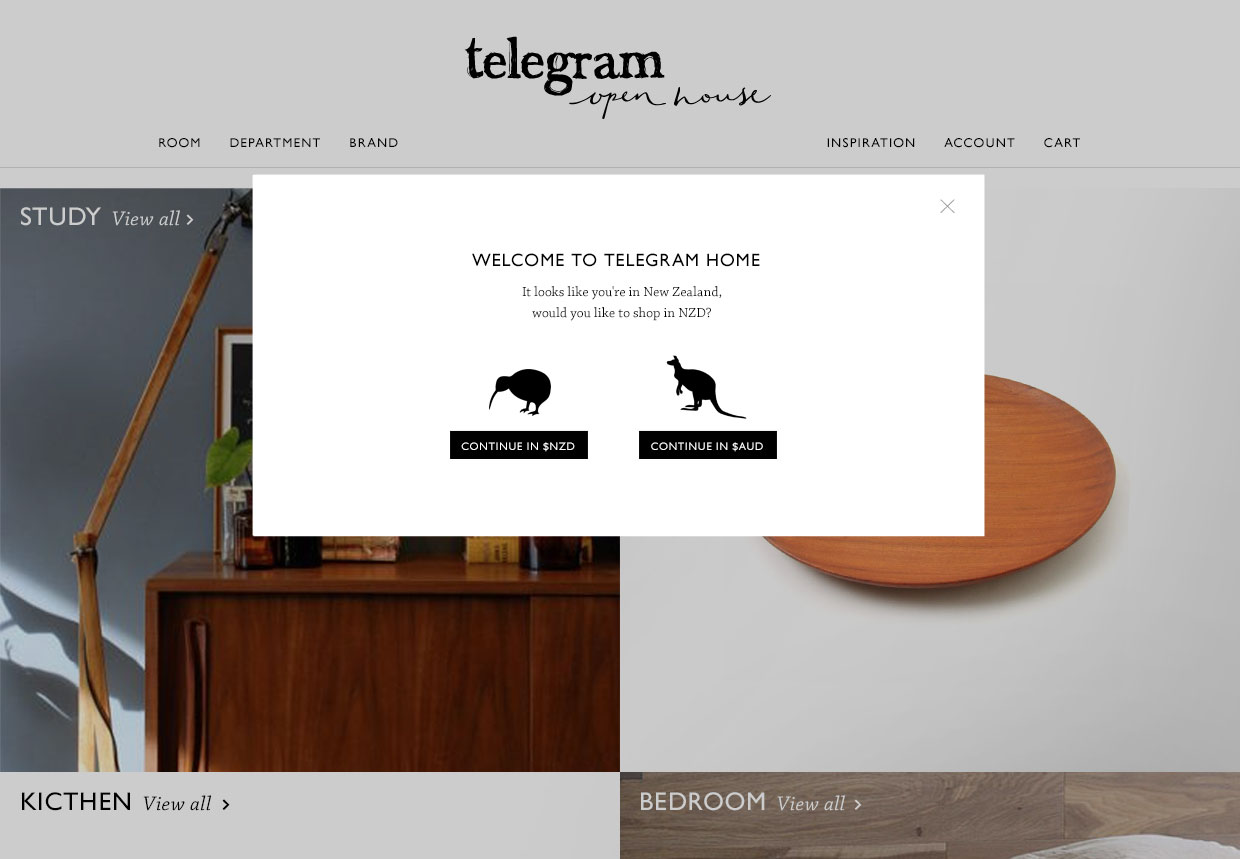 telegram
open house
ROOM DEPARTMENT BRAND INSPIRATION ACCOUNT CART
STUDY View all >
WELCOME TO TELEGRAM HOME
It looks like you're in New Zealand,
would you like to shop in NZD?
CONTINUE IN $NZD CONTINUE IN $AUD
KICTHEN View all >
BEDROOM View all >